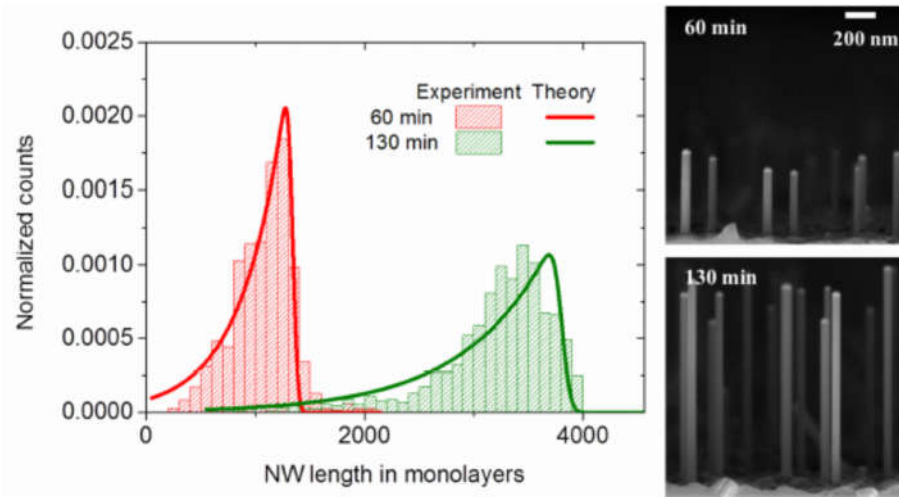 0.0025
0.0020
0.0015
0.0010
0.0005
0.0000
0
2000
4000
Normalized counts
NW length in monolayers
Experiment Theory
60 min
130 min
60 min
200 nm
130 min